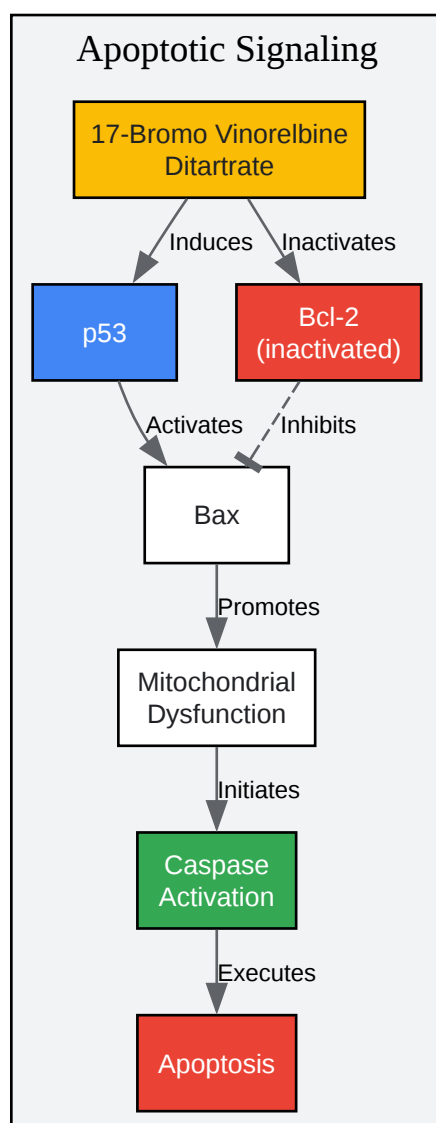 Apoptotic Signaling
17-Bromo Vinorelbine
Ditartrate
Induces
Inactivates
p53
Bcl-2
(inactivated)
Activates
Inhibits
Bax
Promotes
Mitochondrial
Dysfunction
Initiates
Caspase
Activation
Executes
Apoptosis